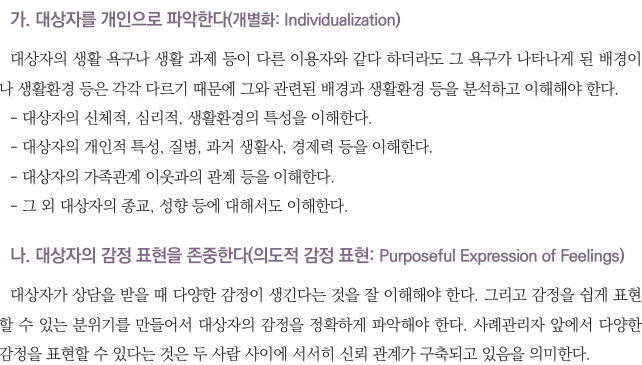 가. 대상자를 개인으로 파악한다(개별화: Individualization)
대상자의 생활 욕구나 생활 과제 등이 다른 이용자와 같다 하더라도 그 욕구가 나타나게 된 배경이
나 생활환경 등은 각각 다르기 때문에 그와 관련된 배경과 생활환경 등을 분석하고 이해해야 한다.
- 대상자의 신체적, 심리적, 생활환경의 특성을 이해한다.
- 대상자의 개인적 특성, 질병, 과거 생활사, 경제력 등을 이해한다.
- 대상자의 가족관계 이웃과의 관계 등을 이해한다.
- 그 외 대상자의 종교, 성향 등에 대해서도 이해한다.
나. 대상자의 감정 표현을 존중한다(의도적 감정 표현: Purposeful Expression of Feelings)
대상자가 상담을 받을 때 다양한 감정이 생긴다는 것을 잘 이해해야 한다. 그리고 감정을 쉽게 표현
할 수 있는 분위기를 만들어서 대상자의 감정을 정확하게 파악해야 한다. 사례관리자 앞에서 다양한
감정을 표현할 수 있다는 것은 두 사람 사이에 서서히 신뢰 관계가 구축되고 있음을 의미한다.